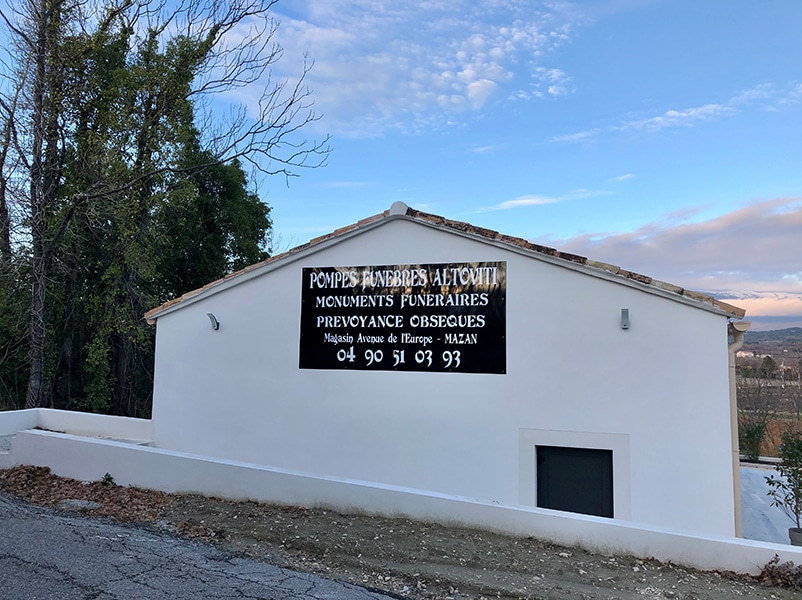 POMPES FUNEBRES ALTOVITI
MONUMENTS FUNERAIRES
PREVOYANCE OBSEQUES
Magasin Avenue de l'Europe - MAZAN
04 90 51 03 93